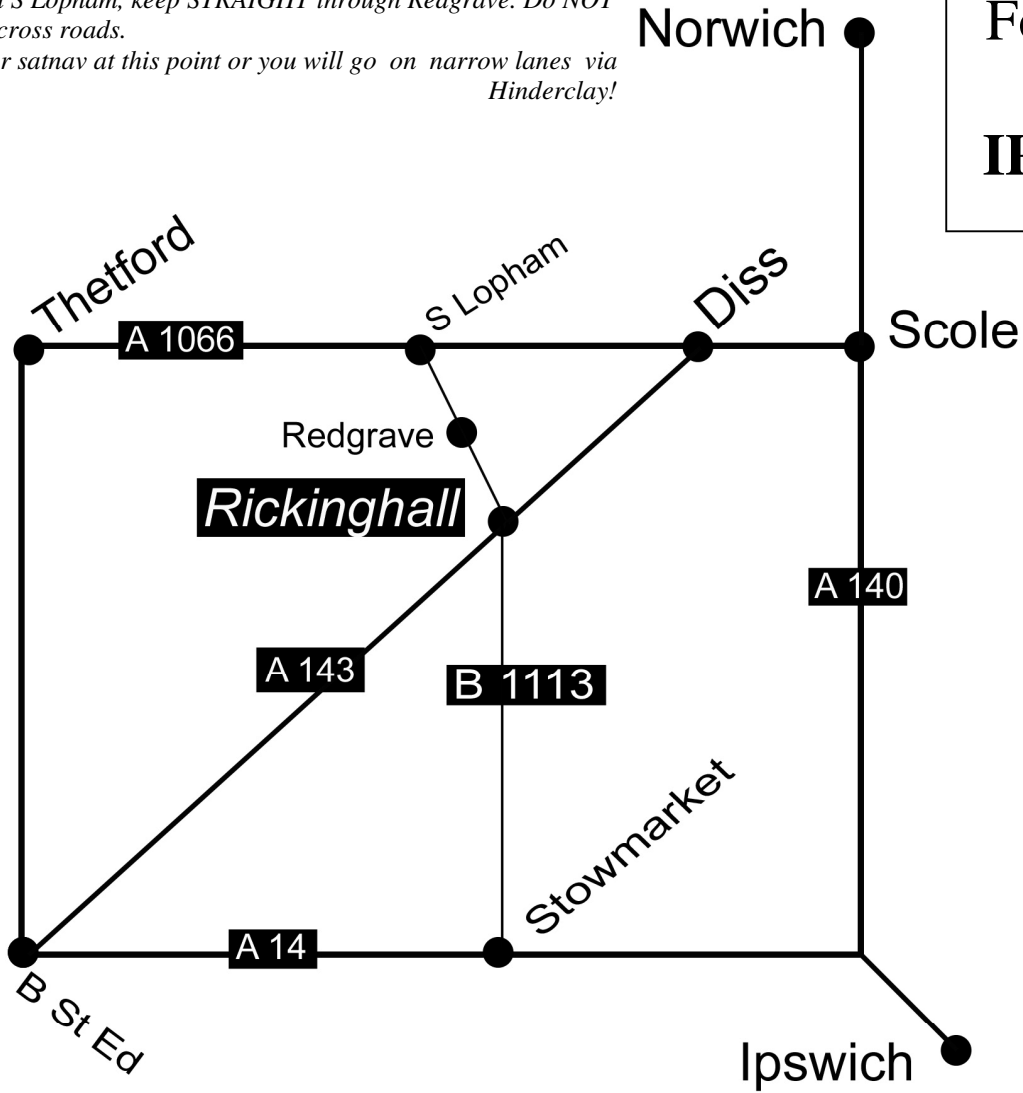 S Lopham, keep STRAIGHT through Redgrave. Do NOT
cross roads.
satnav at this point or you will go on narrow lanes via
Hinderclay!
Norwich
Thetford
A 1066
S Lopham
Diss
Scole
Redgrave
Rickinghall
A 140
A 143
B 1113
Stowmarket
A 14
B St Ed
Ipswich